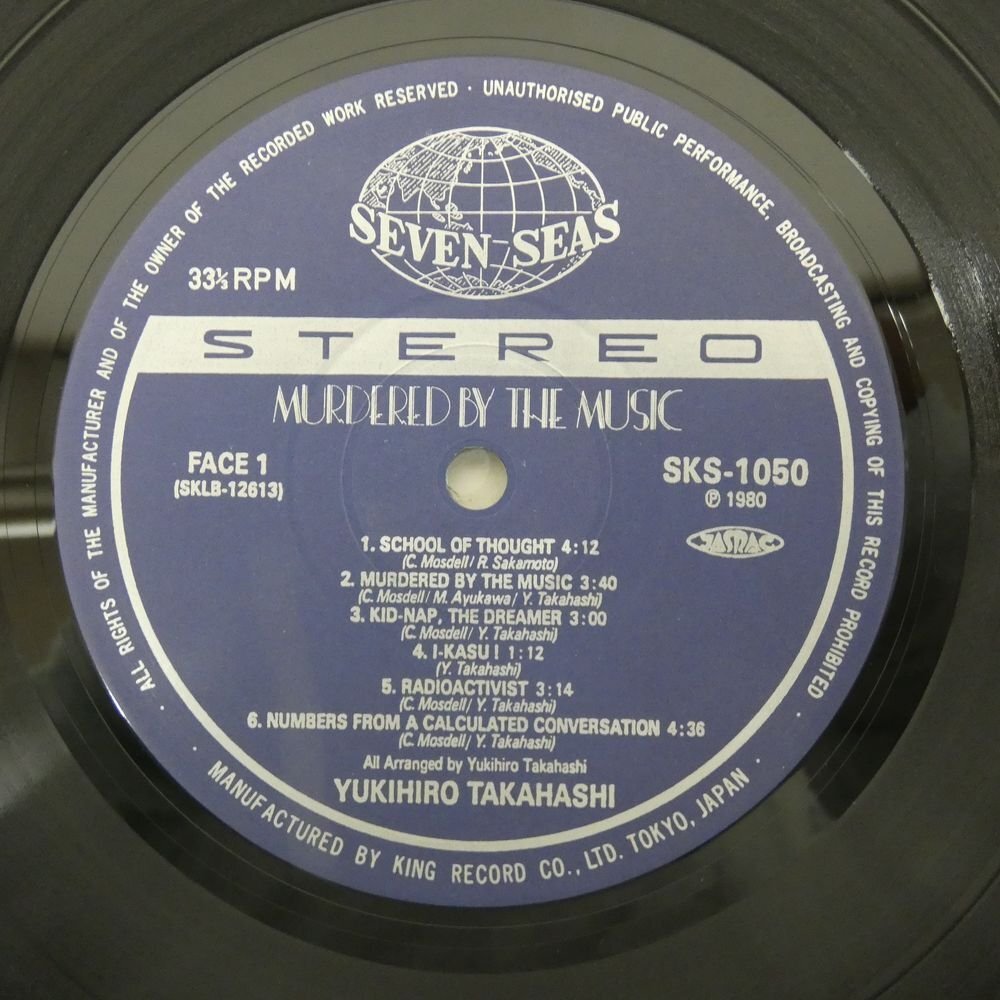 · ALL RIGHTS OF THE MANUFACTURER AND OF THE OWNER OF THE RECORDED WORK RESERVED · UNAUTHORISED PUBLIC PERFORMANCE, BROADCASTING AND COPYING OF THIS RECORD PROHIBITED ·
SEVEN SEAS
33⅓ RPM
STEREO
MURDERED BY THE MUSIC
FACE 1
(SKLB-12613)
SKS-1050
Ⓟ 1980
JASRAC
1. SCHOOL OF THOUGHT 4:12
(C. Mosdell/R. Sakamoto)
2. MURDERED BY THE MUSIC 3:40
(C. Mosdell/M. Ayukawa/Y. Takahashi)
3. KID-NAP, THE DREAMER 3:00
(C. Mosdell/Y. Takahashi)
4. I-KASU! 1:12
(Y. Takahashi)
5. RADIOACTIVIST 3:14
(C. Mosdell/Y. Takahashi)
6. NUMBERS FROM A CALCULATED CONVERSATION 4:36
(C. Mosdell/Y. Takahashi)
All Arranged by Yukihiro Takahashi
YUKIHIRO TAKAHASHI
· MANUFACTURED BY KING RECORD CO., LTD. TOKYO, JAPAN ·